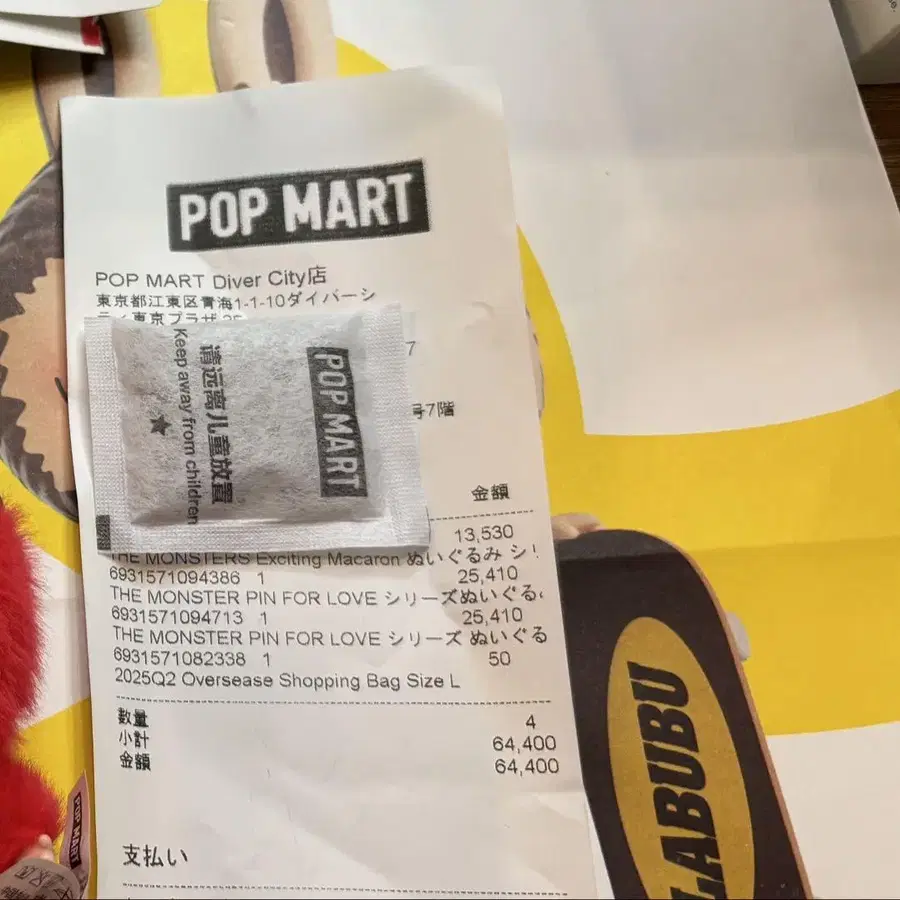 POP MART
POP MART Diver City店
東京都江東区青海1-1-10ダイバーシ
ティ東京プラザ
7
号7階
POP MART
请远离儿童放置
Keep away from children
金額
13,530
THE MONSTERS Exciting Macaron ぬいぐるみ シリ
6931571094386 1 25,410
THE MONSTER PIN FOR LOVE シリーズぬいぐる
6931571094713 1 25,410
THE MONSTER PIN FOR LOVE シリーズ ぬいぐる
6931571082338 1 50
2025Q2 Oversease Shopping Bag Size L
数量 4
小計 64,400
金額 64,400
支払い
LABUBU
POP MART